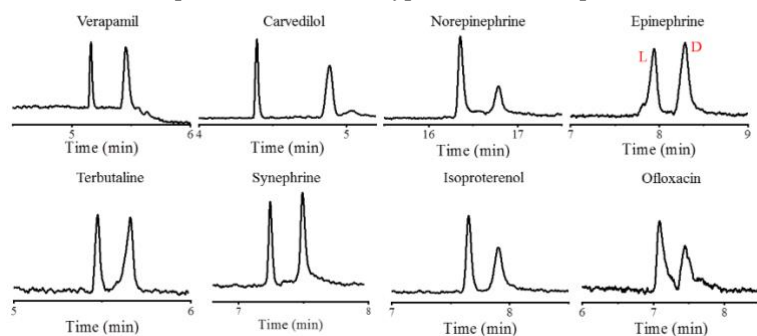 Verapamil
Carvedilol
Norepinephrine
Epinephrine
L
D
5
6
4
5
16
17
7
8
9
Time (min)
Time (min)
Time (min)
Time (min)
Terbutaline
Synephrine
Isoproterenol
Ofloxacin
5
6
7
8
7
8
6
7
8
Time (min)
Time (min)
Time (min)
Time (min)